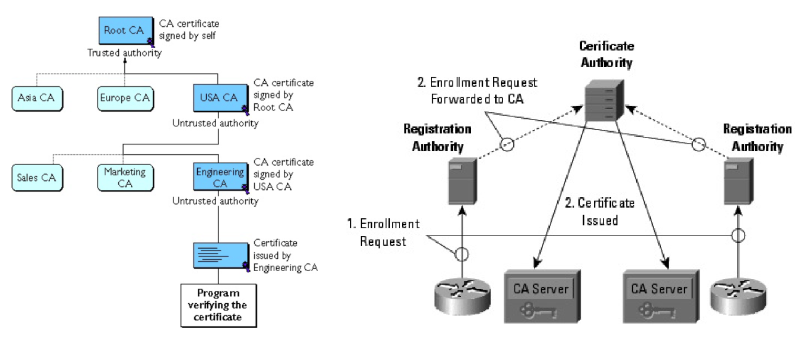 Root CA
CA certificate
signed by self
Trusted authority
Asia CA
Europe CA
USA CA
CA certificate
signed by
Root CA
Untrusted authority
Sales CA
Marketing
CA
Engineering
CA
CA certificate
signed by
USA CA
Untrusted authority
Certificate
issued by
Engineering CA
Program
verifying the
certificate
Cerificate
Authority
2. Enrollment Request
Forwarded to CA
Registration
Authority
Registration
Authority
2. Certificate
Issued
1. Enrollment
Request
CA Server
CA Server